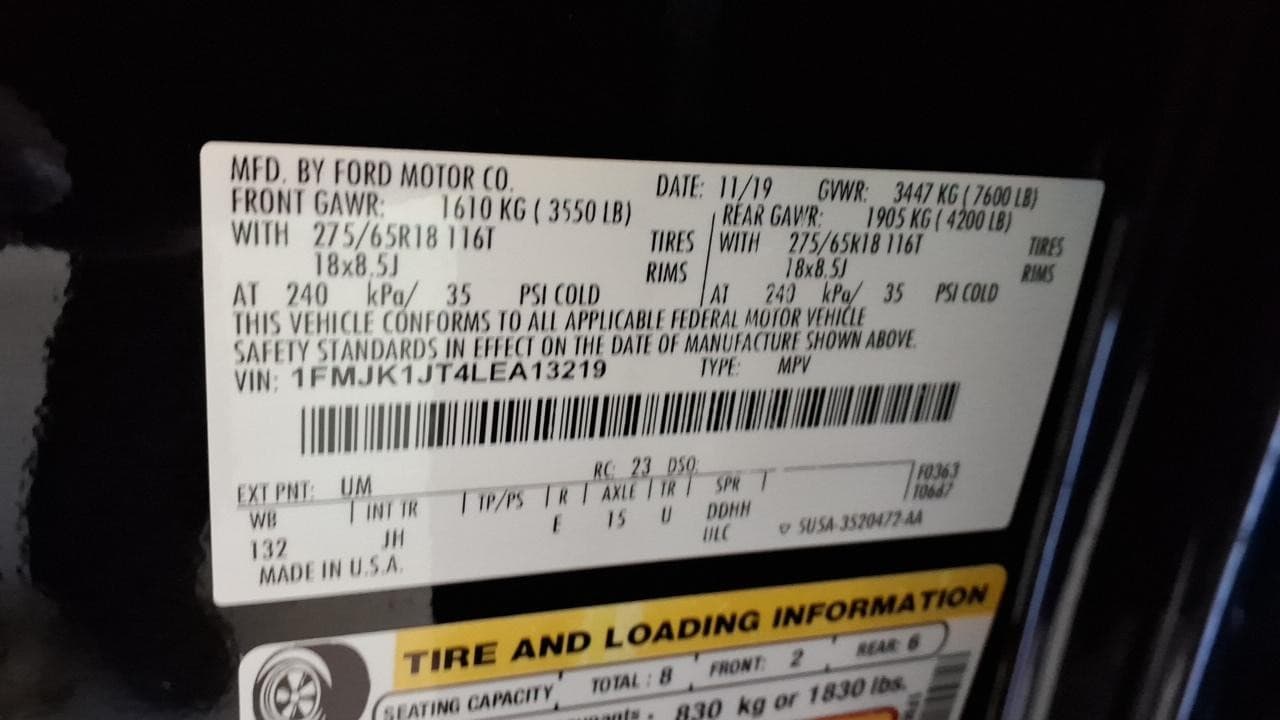 MFD. BY FORD MOTOR CO. DATE: 11/19 GVWR: 3447 KG ( 7600 LB)
FRONT GAWR: 1610 KG ( 3550 LB) REAR GAWR: 1905 KG ( 4200 LB)
WITH 275/65R18 116T TIRES WITH 275/65R18 116T TIRES
18x8.5J RIMS 18x8.5J RIMS
AT 240 kPa/ 35 PSI COLD AT 240 kPa/ 35 PSI COLD
THIS VEHICLE CONFORMS TO ALL APPLICABLE FEDERAL MOTOR VEHICLE
SAFETY STANDARDS IN EFFECT ON THE DATE OF MANUFACTURE SHOWN ABOVE.
VIN: 1FMJK1JT4LEA13219 TYPE: MPV
EXT PNT: UM RC: 23 DSO: F0363
WB INT TR TP/PS R AXLE TR SPR T0647
132 JH E 15 U DDHH
ULC 5USA-3520472-AA
MADE IN U.S.A.
TIRE AND LOADING INFORMATION
SEATING CAPACITY TOTAL : 8 FRONT: 2 REAR: 6
830 kg or 1830 lbs.